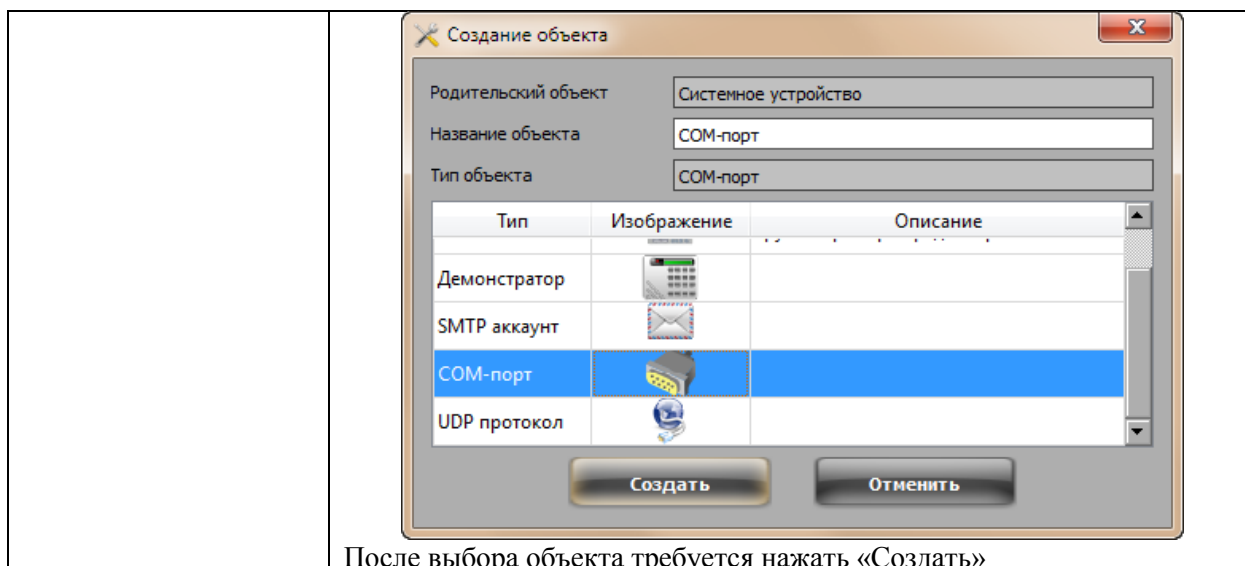 Создание объекта
Родительский объект Системное устройство
Название объекта COM-порт
Тип объекта COM-порт
Тип Изображение Описание
Демонстратор
SMTP аккаунт
COM-порт
UDP протокол
Создать Отменить
После выбора объекта требуется нажать «Создать»